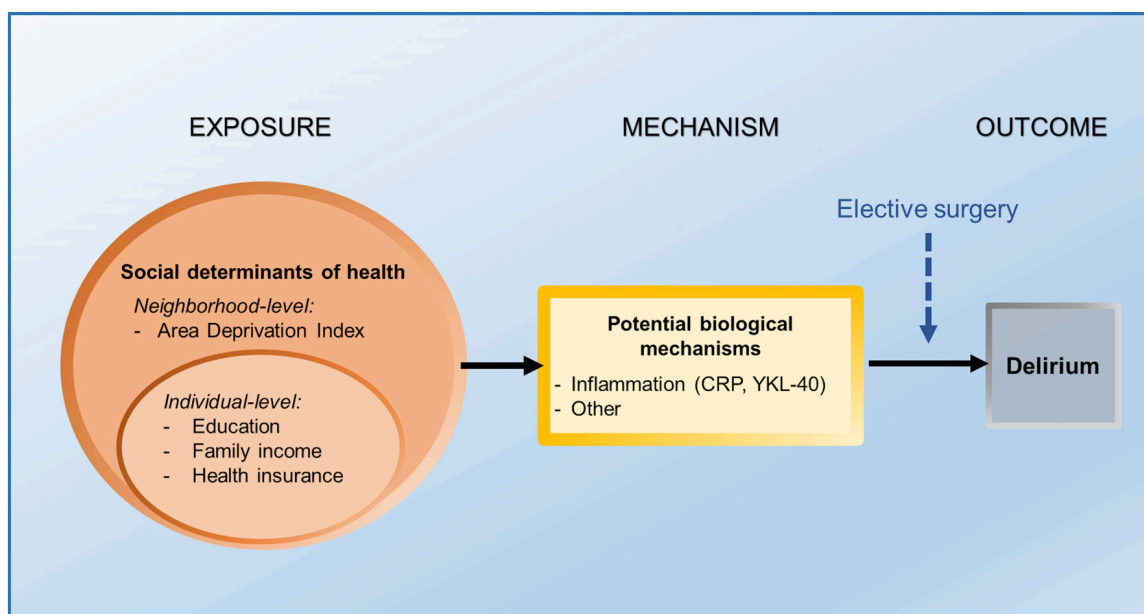 EXPOSURE
MECHANISM
OUTCOME
Social determinants of health
Neighborhood-level:
- Area Deprivation Index
Individual-level:
- Education
- Family income
- Health insurance
Potential biological
mechanisms
- Inflammation (CRP, YKL-40)
- Other
Elective surgery
Delirium